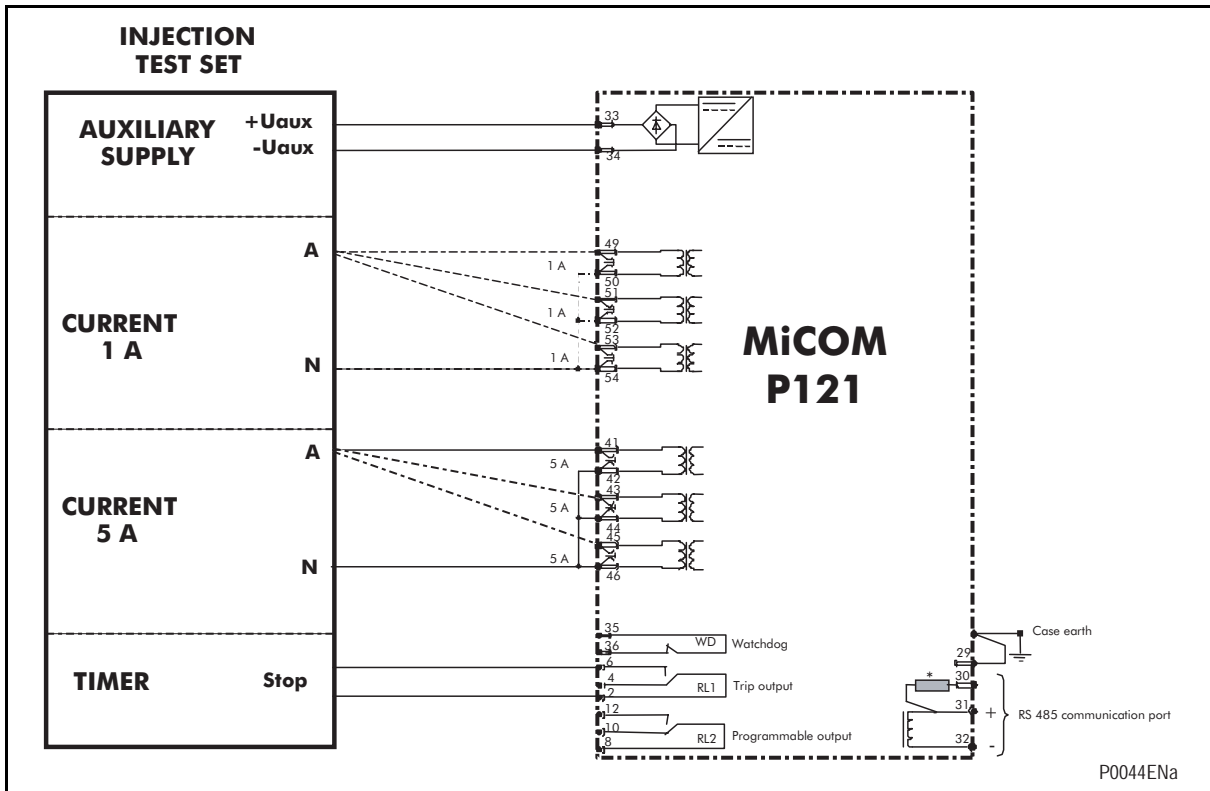 INJECTION
TEST SET
AUXILIARY
SUPPLY
+Uaux
-Uaux
A
CURRENT
1 A
N
A
CURRENT
5 A
N
TIMER
Stop
33
34
49
1 A
50
51
1 A
52
53
1 A
54
41
5 A
42
43
5 A
44
45
5 A
46
MiCOM
P121
35
WD
Watchdog
36
6
4
RL1
Trip output
2
12
10
RL2
Programmable output
8
Case earth
29
*
30
31
+
RS 485 communication port
32
-
P0044ENa